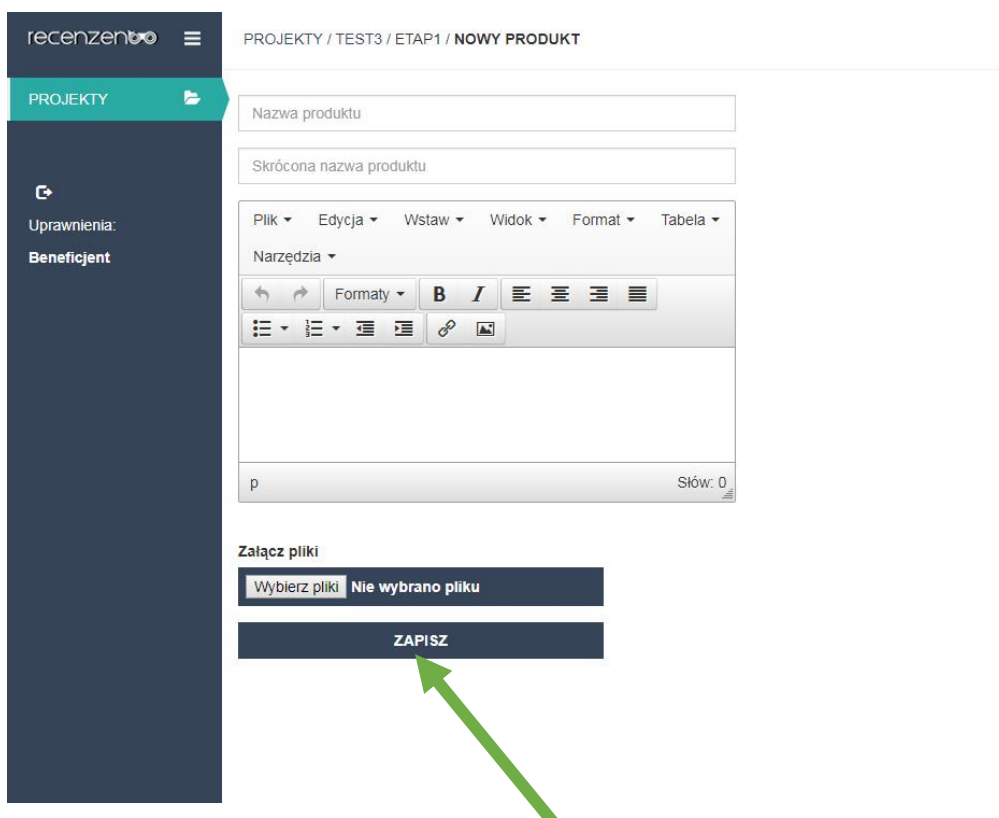 recenzentoo
PROJEKTY / TEST3 / ETAP1 / NOWY PRODUKT
PROJEKTY
Uprawnienia:
Beneficjent
Nazwa produktu
Skrócona nazwa produktu
Plik Edycja Wstaw Widok Format Tabela
Narzędzia
Formaty B I
p Słów: 0
Załącz pliki
Wybierz pliki Nie wybrano pliku
ZAPISZ